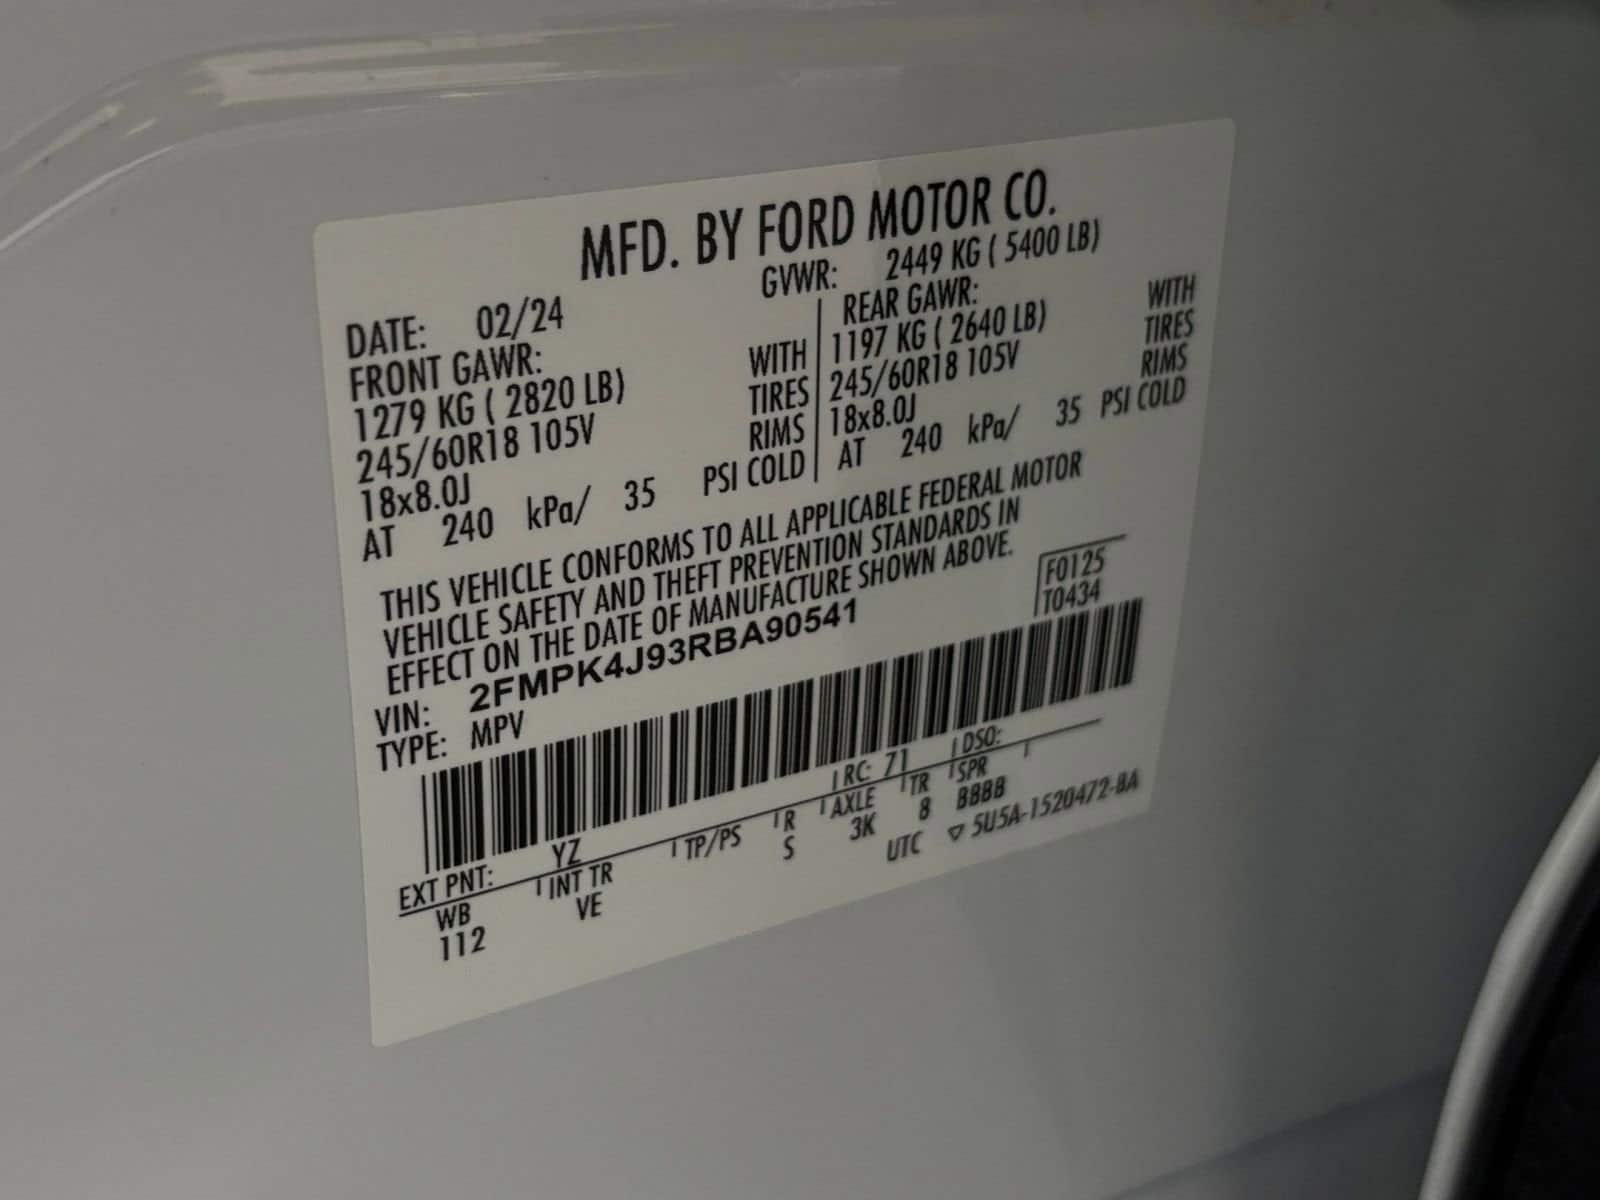 MFD. BY FORD MOTOR CO.
DATE: 02/24
GVWR: 2449 KG ( 5400 LB)
FRONT GAWR:
1279 KG ( 2820 LB) WITH
245/60R18 105V TIRES
18x8.0J RIMS
AT 240 kPa/ 35 PSI COLD
REAR GAWR:
1197 KG ( 2640 LB) WITH
245/60R18 105V TIRES
18x8.0J RIMS
AT 240 kPa/ 35 PSI COLD
THIS VEHICLE CONFORMS TO ALL APPLICABLE FEDERAL MOTOR
VEHICLE SAFETY AND THEFT PREVENTION STANDARDS IN
EFFECT ON THE DATE OF MANUFACTURE SHOWN ABOVE.
F0125
T0434
VIN: 2FMPK4J93RBA90541
TYPE: MPV
EXT PNT: YZ RC: 71 DSO:
WB INT TR TP/PS R AXLE TR SPR
112 VE S 3K 8 BBBB
UTC ▽ 5U5A-1520472-BA